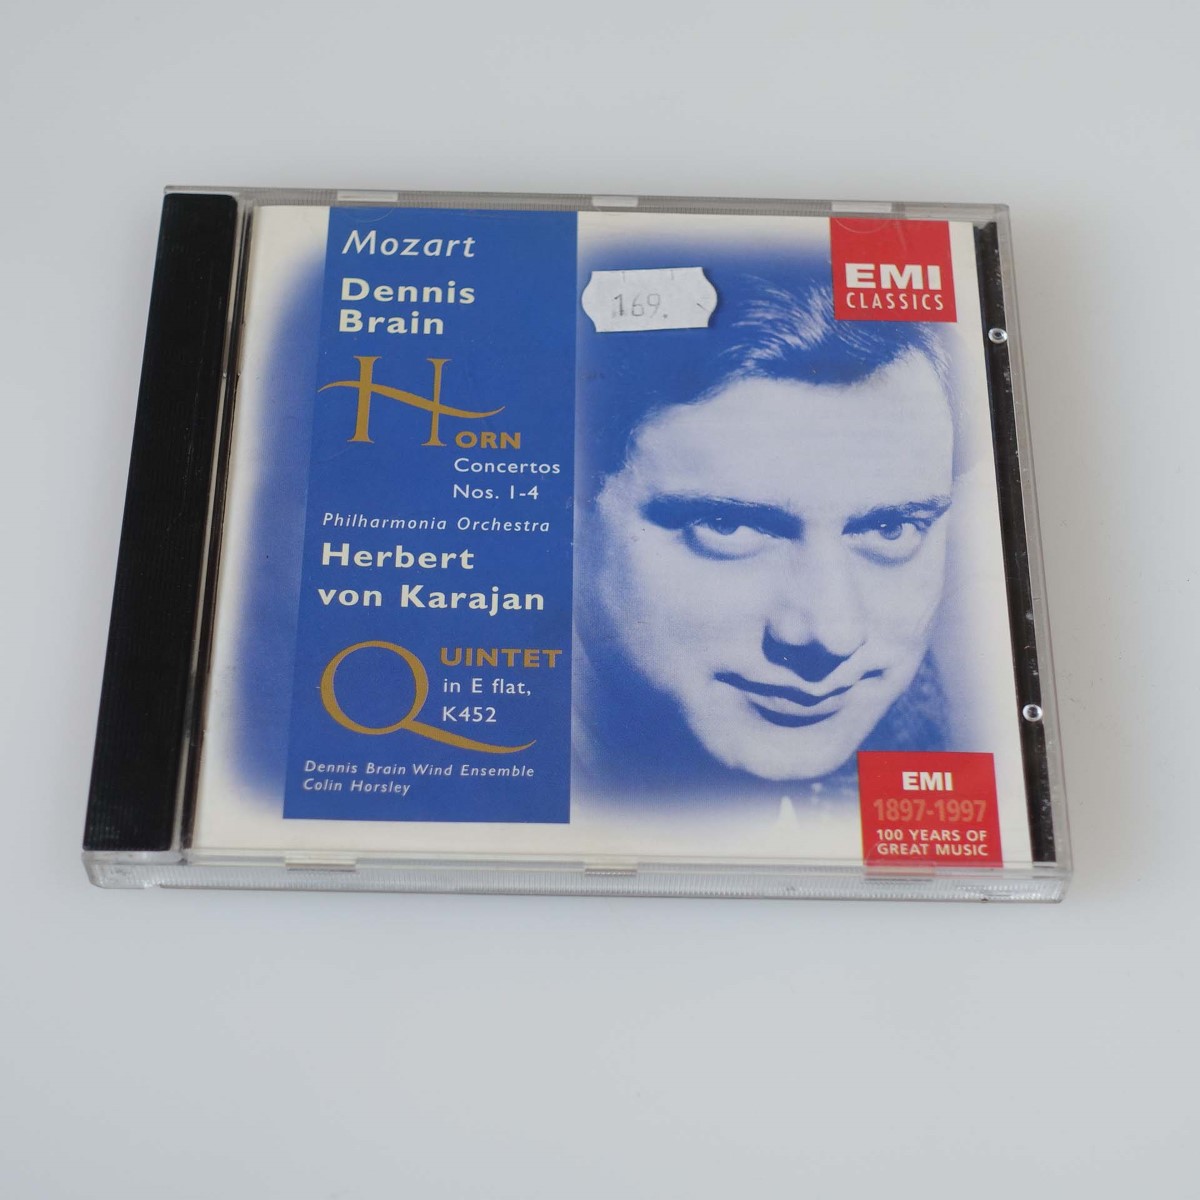 Mozart
Dennis
Brain
HORN
Concertos
Nos. 1-4
Philharmonia Orchestra
Herbert
von Karajan
QUINTET
in E flat,
K452
Dennis Brain Wind Ensemble
Colin Horsley
169.
EMI
CLASSICS
EMI
1897-1997
100 YEARS OF
GREAT MUSIC